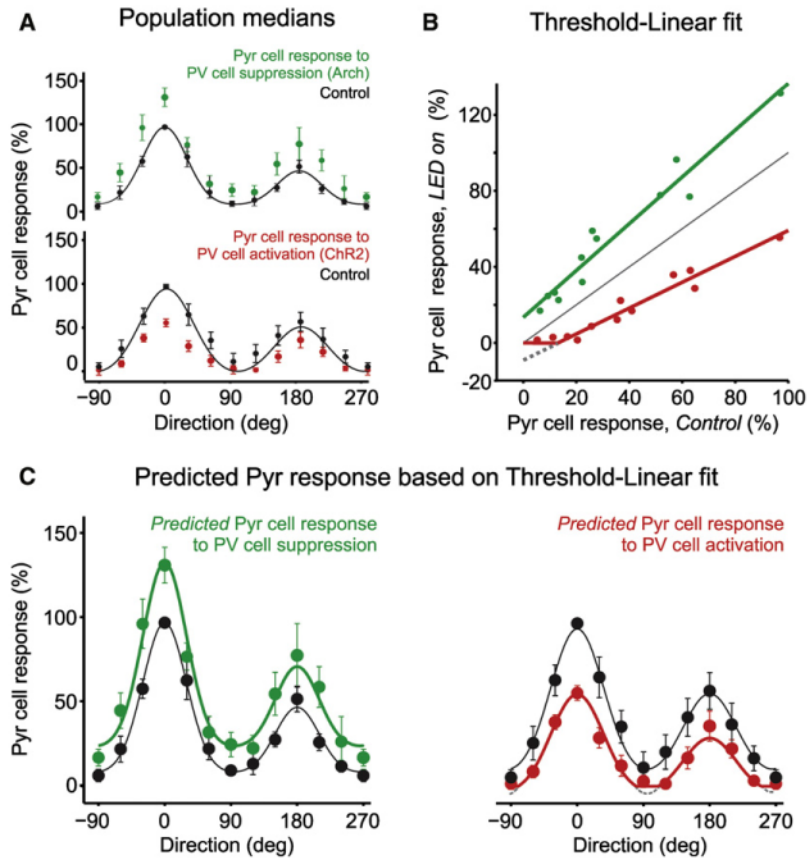 A
Population medians
Pyr cell response to
PV cell suppression (Arch)
Control
150
100
50
0
Pyr cell response to
PV cell activation (ChR2)
Control
150
100
50
0
Pyr cell response (%)
−90 0 90 180 270
Direction (deg)
B
Threshold-Linear fit
Pyr cell response, LED on (%)
120
80
40
0
-20
0 20 40 60 80 100
Pyr cell response, Control (%)
C
Predicted Pyr response based on Threshold-Linear fit
Predicted Pyr cell response
to PV cell suppression
Pyr cell response (%)
150
100
50
0
−90 0 90 180 270
Direction (deg)
Predicted Pyr cell response
to PV cell activation
−90 0 90 180 270
Direction (deg)